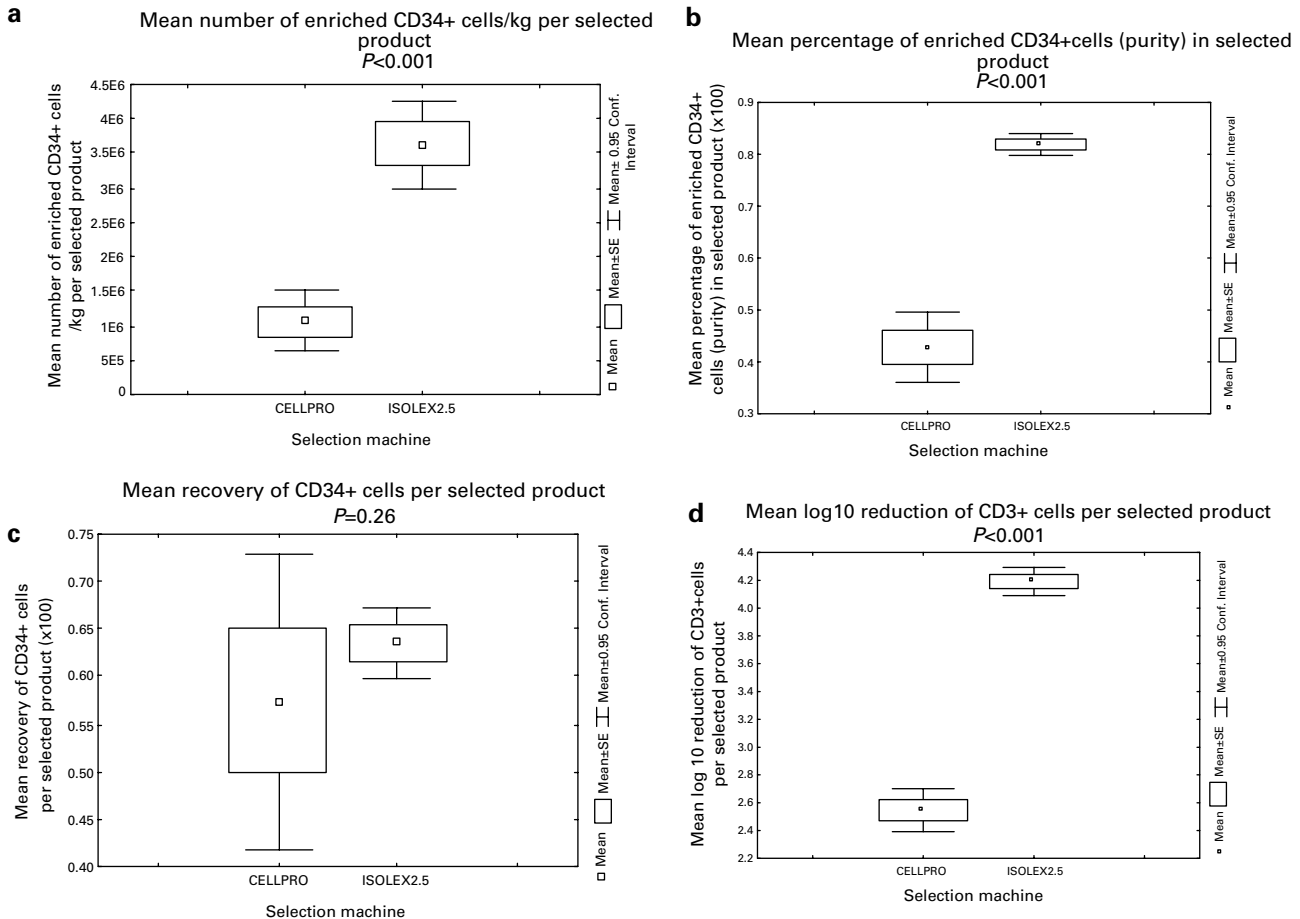 a
Mean number of enriched CD34+ cells/kg per selected
product
P<0.001
Mean number of enriched CD34+ cells
/kg per selected product
4.5E6
4E6
3.5E6
3E6
2.5E6
2E6
1.5E6
1E6
5E5
0
CELLPRO
ISOLEX2.5
Selection machine
Mean
Mean±SE
Mean± 0.95 Conf.
Interval
b
Mean percentage of enriched CD34+cells (purity) in selected
product
P<0.001
Mean percentage of enriched CD34+
cells (purity) in selected product (x100)
0.9
0.8
0.7
0.6
0.5
0.4
0.3
CELLPRO
ISOLEX2.5
Selection machine
Mean
Mean±SE
Mean±0.95 Conf. Interval
c
Mean recovery of CD34+ cells per selected product
P=0.26
Mean recovery of CD34+ cells
per selected product (x100)
0.75
0.70
0.65
0.60
0.55
0.50
0.45
0.40
CELLPRO
ISOLEX2.5
Selection machine
Mean
Mean±SE
Mean±0.95 Conf. Interval
d
Mean log10 reduction of CD3+ cells per selected product
P<0.001
Mean log 10 reduction of CD3+cells
per selected product
4.4
4.2
4.0
3.8
3.6
4.4
3.2
3.0
2.8
2.6
2.4
2.2
CELLPRO
ISOLEX2.5
Selection machine
Mean
Mean±SE
Mean±0.95 Conf. Interval